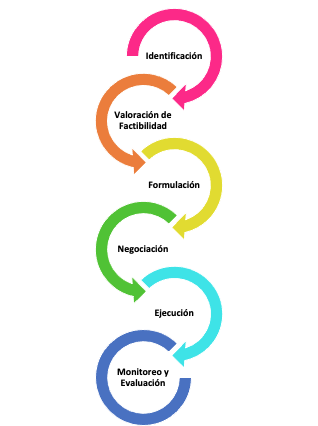 Identificación
Valoración de
Factibilidad
Formulación
Negociación
Ejecución
Monitoreo y
Evaluación